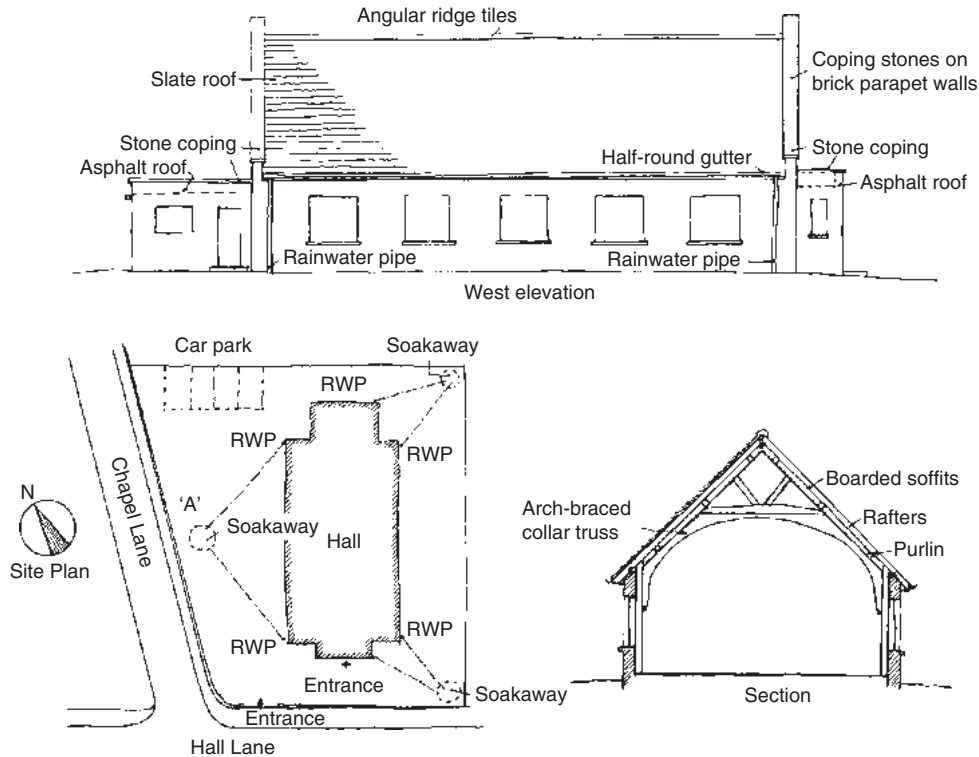 Angular ridge tiles
Slate roof
Coping stones on
brick parapet walls
Stone coping
Asphalt roof
Half-round gutter
Stone coping
Asphalt roof
Rainwater pipe
Rainwater pipe
West elevation
Car park
Soakaway
RWP
RWP
RWP
N
Chapel Lane
'A'
Soakaway
Hall
Site Plan
RWP
RWP
Entrance
Soakaway
Entrance
Hall Lane
Boarded soffits
Arch-braced
collar truss
Rafters
Purlin
Section